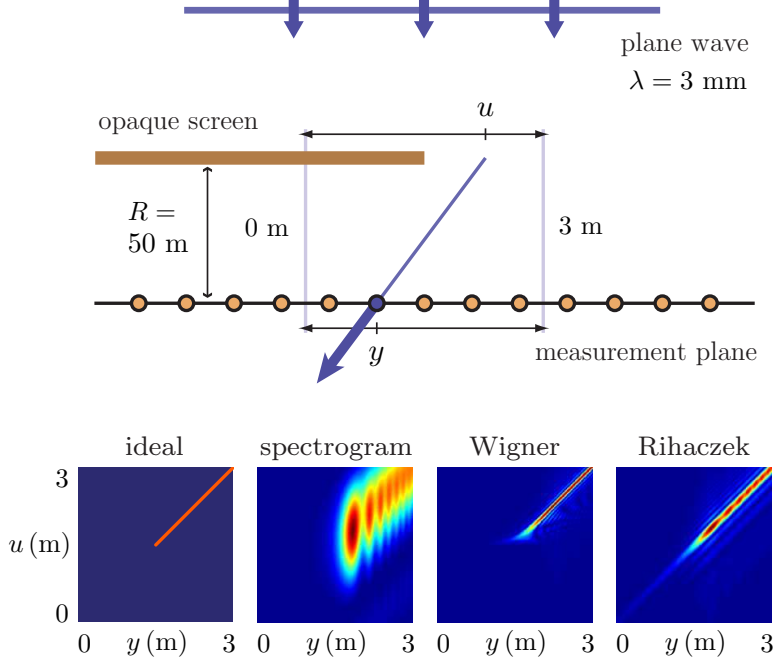 plane wave
λ = 3 mm
u
opaque screen
R =
50 m
0 m
3 m
y
measurement plane
ideal
spectrogram
Wigner
Rihaczek
3
u (m)
0
0 y (m) 3 0 y (m) 3 0 y (m) 3 0 y (m) 3